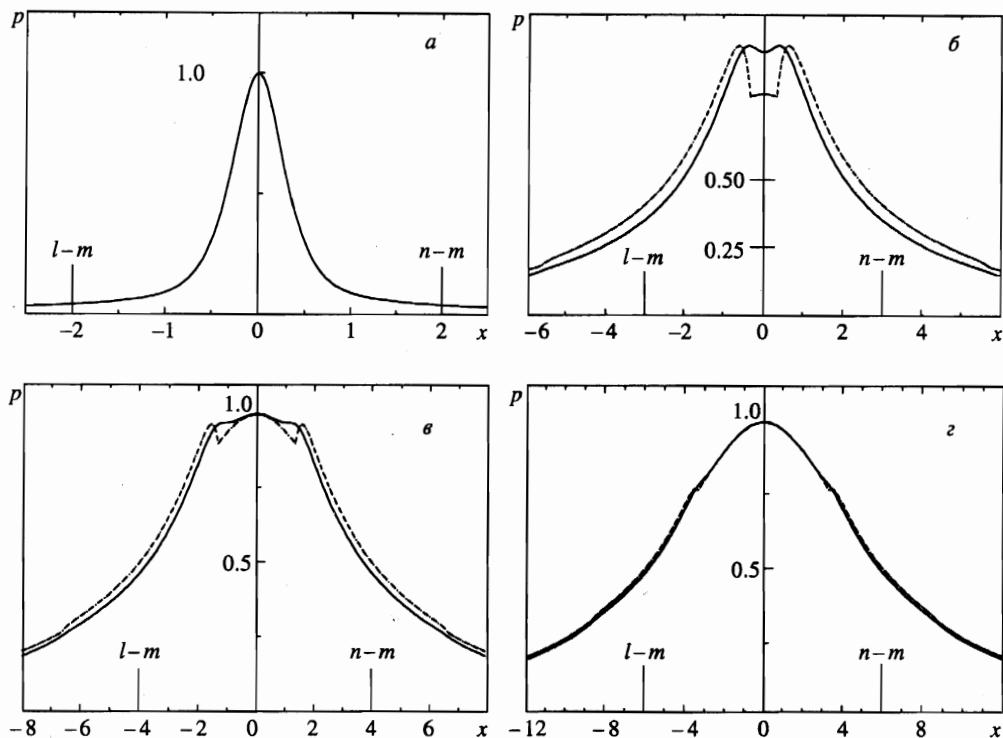 p
а
1.0
l–m
n–m
–2
–1
0
1
2
x
б
0.50
0.25
l–m
n–m
–6
–4
–2
0
2
4
x
p
в
1.0
0.5
l–m
n–m
–8
–6
–4
–2
0
2
4
6
x
p
г
1.0
0.5
l–m
n–m
–12
–8
–4
0
4
8
x